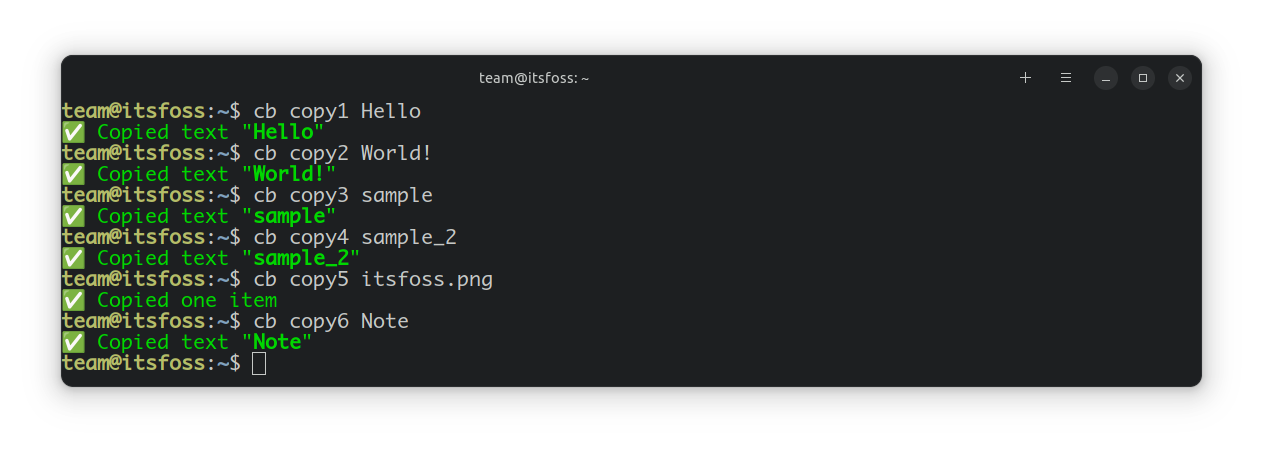 team@itsfoss: ~
team@itsfoss:~$ cb copy1 Hello
✅ Copied text "Hello"
team@itsfoss:~$ cb copy2 World!
✅ Copied text "World!"
team@itsfoss:~$ cb copy3 sample
✅ Copied text "sample"
team@itsfoss:~$ cb copy4 sample_2
✅ Copied text "sample_2"
team@itsfoss:~$ cb copy5 itsfoss.png
✅ Copied one item
team@itsfoss:~$ cb copy6 Note
✅ Copied text "Note"
team@itsfoss:~$